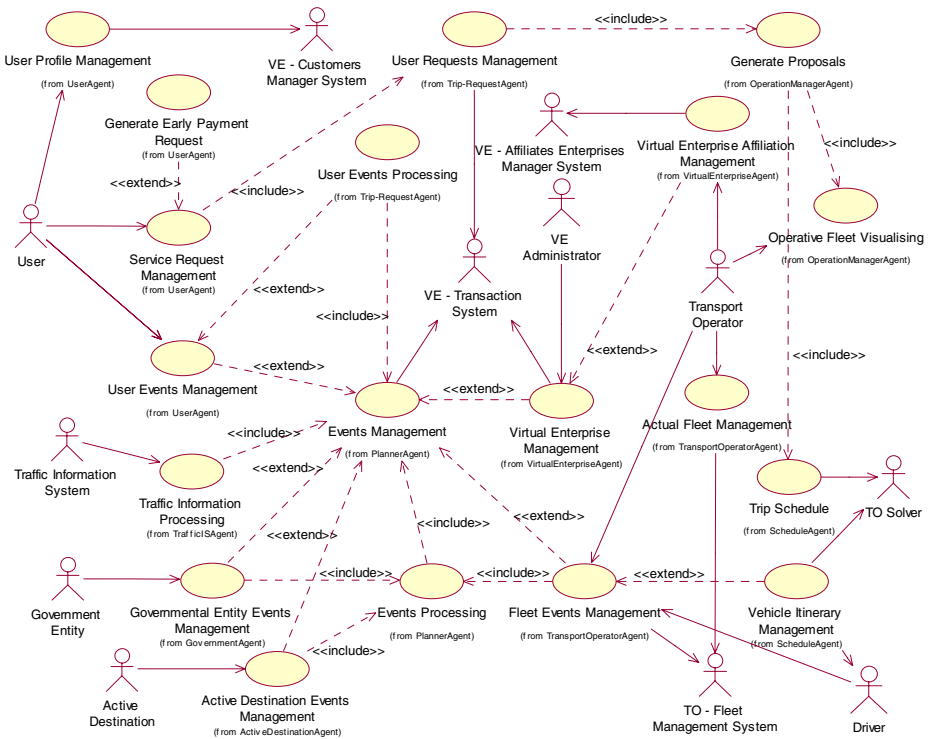 <<include>>
User Profile Management
(from UserAgent)
VE - Customers
Manager System
User Requests Management
(from Trip-RequestAgent)
Generate Proposals
(from OperationManagerAgent)
Generate Early Payment
Request
(from UserAgent)
<<extend>>
User Events Processing
(from Trip-RequestAgent)
<<include>>
VE - Affiliates Enterprises
Manager System
Virtual Enterprise Affiliation
Management
(from VirtualEnterpriseAgent)
<<include>>
User
Service Request
Management
(from UserAgent)
VE
Administrator
Operative Fleet Visualising
(from OperationManagerAgent)
<<extend>>
<<include>>
VE - Transaction
System
Transport
Operator
<<extend>>
<<include>>
User Events Management
(from UserAgent)
<<extend>>
<<extend>>
Events Management
(from PlannerAgent)
Virtual Enterprise
Management
(from VirtualEnterpriseAgent)
Actual Fleet Management
(from TransportOperatorAgent)
<<include>>
<<extend>>
Traffic Information
System
Traffic Information
Processing
(from TrafficISAgent)
Trip Schedule
(from ScheduleAgent)
TO Solver
<<extend>>
<<include>>
<<extend>>
Government
Entity
Governmental Entity Events
Management
(from GovernmentAgent)
<<include>>
Events Processing
(from PlannerAgent)
<<include>>
Fleet Events Management
(from TransportOperatorAgent)
<<extend>>
Vehicle Itinerary
Management
(from ScheduleAgent)
<<include>>
Active
Destination
Active Destination Events
Management
(from ActiveDestinationAgent)
TO - Fleet
Management System
Driver